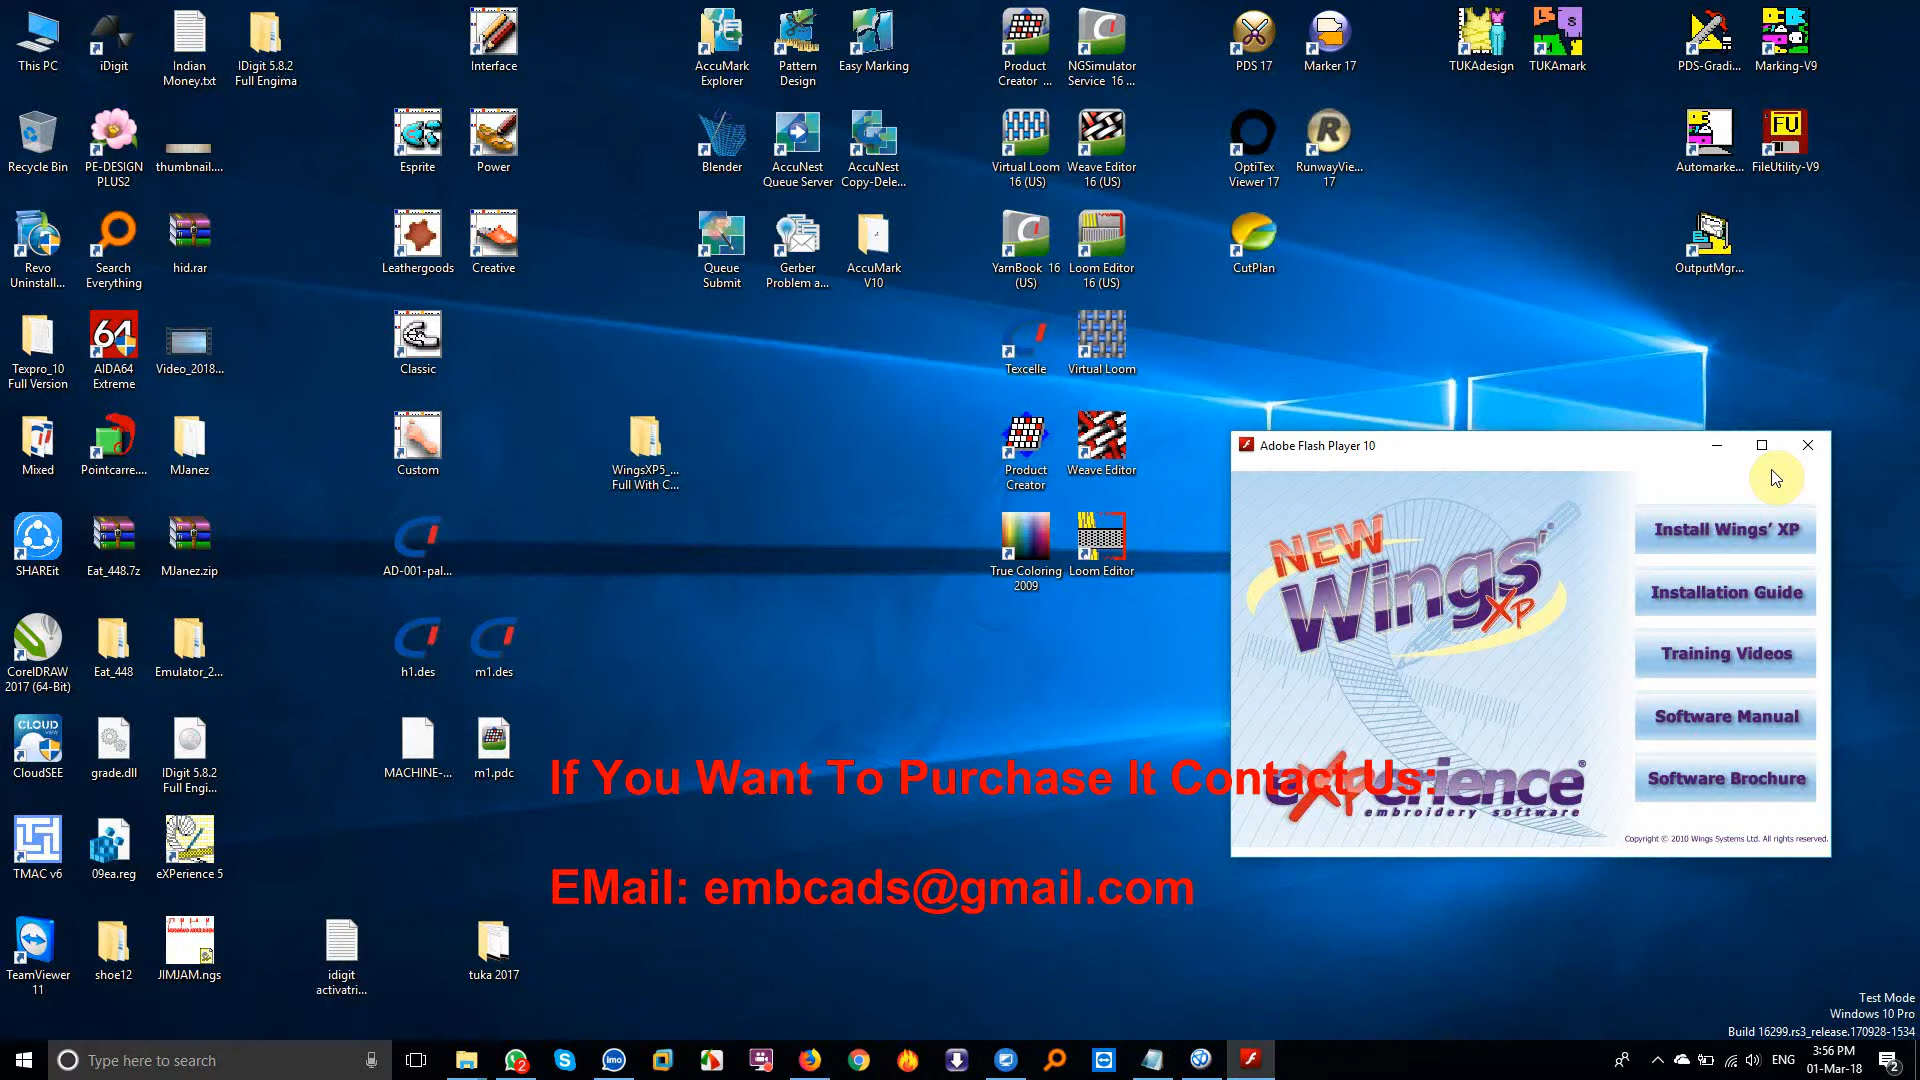 This PC
iDigit
Indian
Money.txt
IDigit 5.8.2
Full Engima
Interface
AccuMark
Explorer
Pattern
Design
Easy Marking
Product
Creator ...
NGSimulator
Service 16 ...
PDS 17
Marker 17
TUKAdesign
TUKAmark
PDS-Gradi...
Marking-V9
Recycle Bin
PE-DESIGN
PLUS2
thumbnail....
Esprite
Power
Blender
AccuNest
Queue Server
AccuNest
Copy-Dele...
Virtual Loom
16 (US)
Weave Editor
16 (US)
OptiTex
Viewer 17
RunwayVie...
17
Automarke...
FileUtility-V9
Revo
Uninstall...
Search
Everything
hid.rar
Leathergoods
Creative
Queue
Submit
Gerber
Problem a...
AccuMark
V10
YarnBook 16
(US)
Loom Editor
16 (US)
CutPlan
OutputMgr...
Texpro_10
Full Version
64
AIDA64
Extreme
Video_2018...
Classic
Texcelle
Virtual Loom
Mixed
Pointcarre....
MJanez
Custom
WingsXP5_...
Full With C...
Product
Creator
Weave Editor
SHAREit
Eat_448.7z
MJanez.zip
AD-001-pal...
True Coloring
2009
Loom Editor
CorelDRAW
2017 (64-Bit)
Eat_448
Emulator_2...
h1.des
m1.des
CLOUD
CloudSEE
grade.dll
IDigit 5.8.2
Full Engi...
MACHINE-...
m1.pdc
TMAC v6
09ea.reg
eXPerience 5
TeamViewer
11
shoe12
JIMJAM.ngs
idigit
activatri...
tuka 2017
Adobe Flash Player 10
NEW
Wings'® XP
eXPerience®
embroidery software
Install Wings' XP
Installation Guide
Training Videos
Software Manual
Software Brochure
Copyright © 2010 Wings Systems Ltd. All rights reserved.
If You Want To Purchase It Contact Us:
EMail: embcads@gmail.com
Test Mode
Windows 10 Pro
Build 16299.rs3_release.170928-1534
Type here to search
2
imo
ENG
3:56 PM
01-Mar-18
2